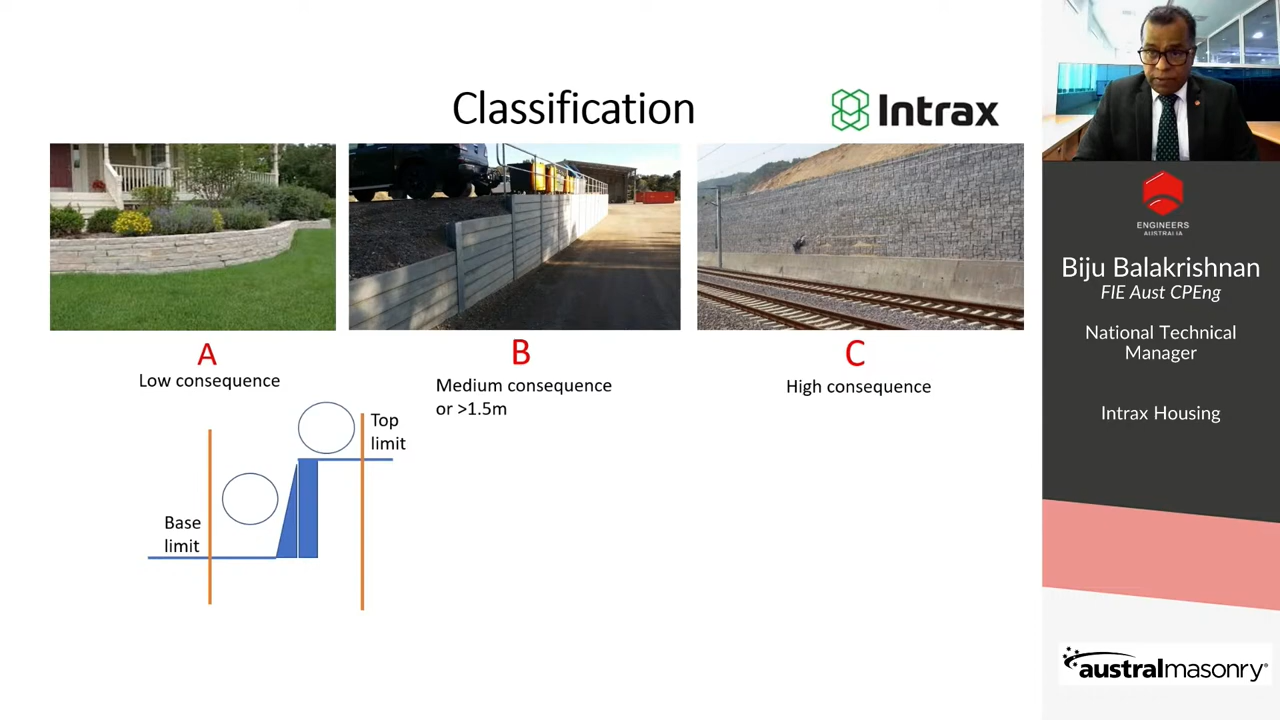 Classification
Intrax
A
Low consequence
B
Medium consequence
or >1.5m
C
High consequence
Top
limit
Base
limit
ENGINEERS
AUSTRALIA
Biju Balakrishnan
FIE Aust CPEng
National Technical
Manager
Intrax Housing
australmasonry®